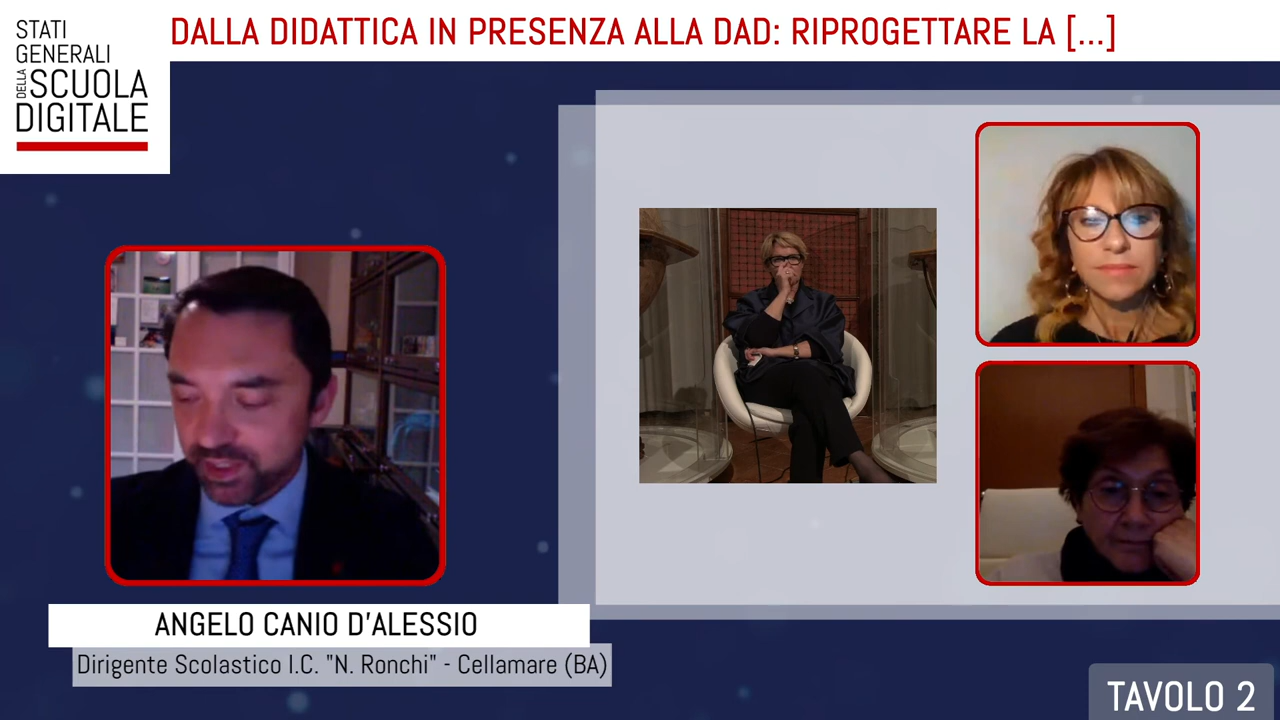 STATI
GENERALI
DELLA
SCUOLA
DIGITALE
DALLA DIDATTICA IN PRESENZA ALLA DAD: RIPROGETTARE LA [...]
ANGELO CANIO D'ALESSIO
Dirigente Scolastico I.C. "N. Ronchi" - Cellamare (BA)
TAVOLO 2